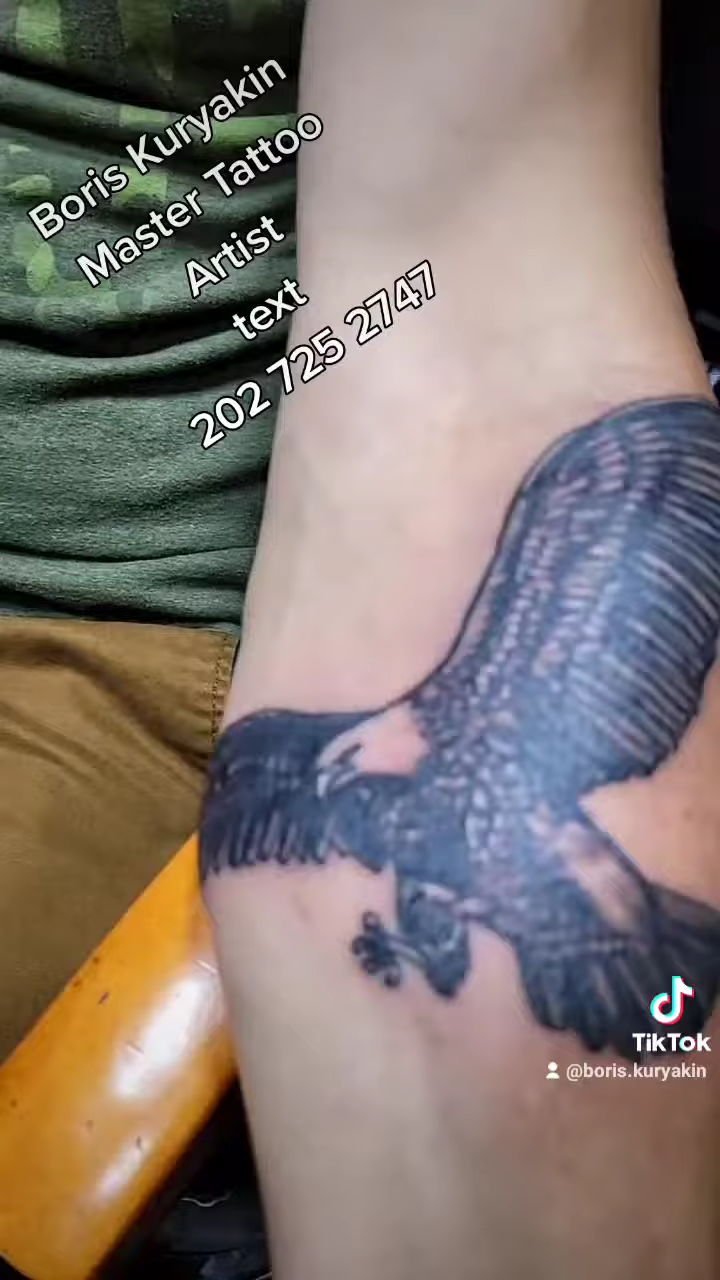 Boris Kuryakin
Master Tattoo
Artist
text
202 725 2747
TikTok
@boris.kuryakin